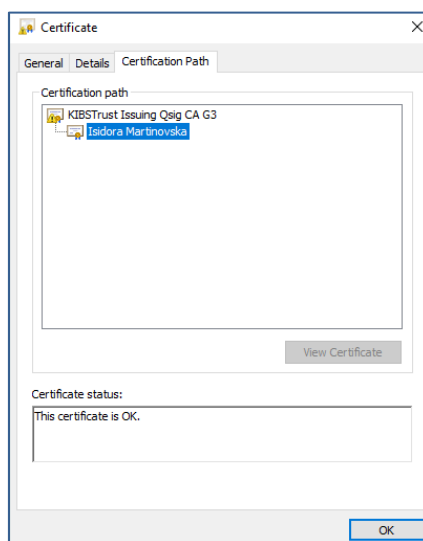 Certificate
General Details Certification Path
Certification path
KIBSTrust Issuing Qsig CA G3
Isidora Martinovska
View Certificate
Certificate status:
This certificate is OK.
OK